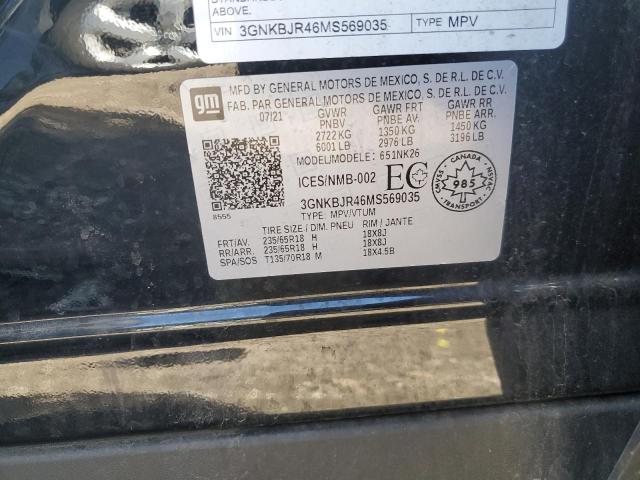 ABOVE.
VIN 3GNKBJR46MS569035 TYPE MPV
gm
MFD BY GENERAL MOTORS DE MEXICO, S. DE R.L. DE C.V.
FAB. PAR GENERAL MOTORS DE MEXICO, S. DE R.L. DE C.V.
07/21 GVWR GAWR FRT GAWR RR
PNBV PNBE AV. PNBE ARR.
2722 KG 1350 KG 1450 KG
6001 LB 2976 LB 3196 LB
MODEL/MODELE: 651NK26
ICES/NMB-002 EC
CANADA
985
8555
3GNKBJR46MS569035
TYPE: MPV/VTUM
TIRE SIZE / DIM. PNEU RIM / JANTE
FRT/AV. 235/65R18 H 18X8J
RR/ARR. 235/65R18 H 18X8J
SPA/SOS T135/70R18 M 18X4.5B